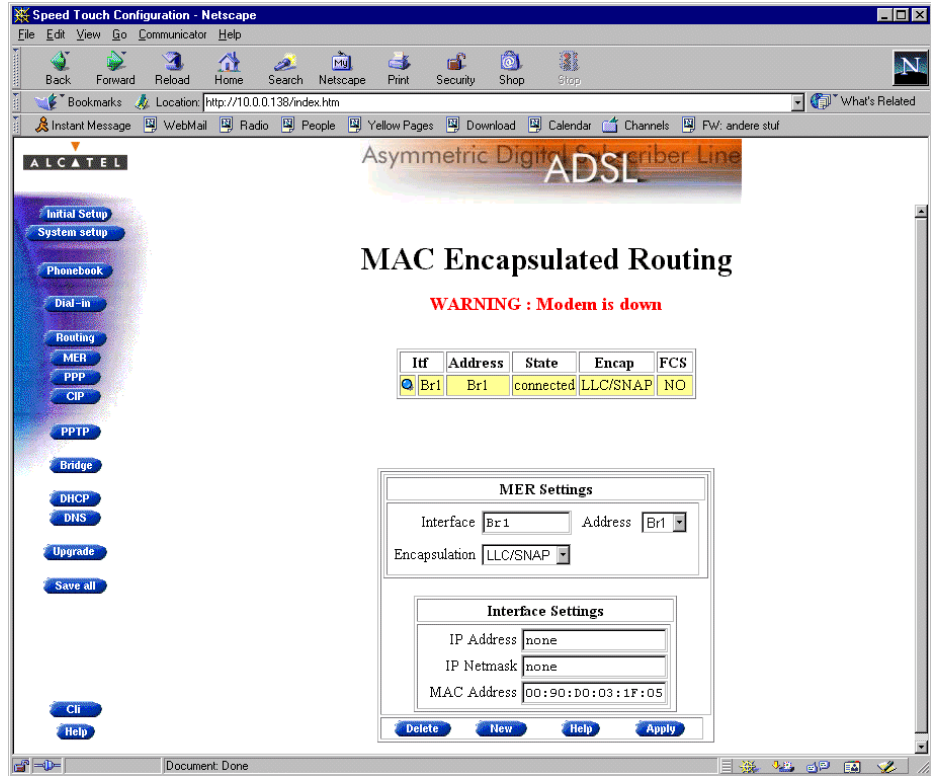 Speed Touch Configuration - Netscape
File Edit View Go Communicator Help
Back Forward Reload Home Search Netscape Print Security Shop Stop
My
N
Bookmarks Location: http://10.0.0.138/index.htm What's Related
Instant Message WebMail Radio People Yellow Pages Download Calendar Channels FW: andere stuf
ALCATEL
Asymmetric Digital Subscriber Line
ADSL
Initial Setup
System setup
Phonebook
Dial-in
Routing
MER
PPP
CIP
PPTP
Bridge
DHCP
DNS
Upgrade
Save all
Cli
Help
MAC Encapsulated Routing
WARNING : Modem is down
Itf Address State Encap FCS
Br1 Br1 connected LLC/SNAP NO
MER Settings
Interface Br1 Address Br1
Encapsulation LLC/SNAP
Interface Settings
IP Address none
IP Netmask none
MAC Address 00:90:D0:03:1F:05
Delete New Help Apply
Document: Done